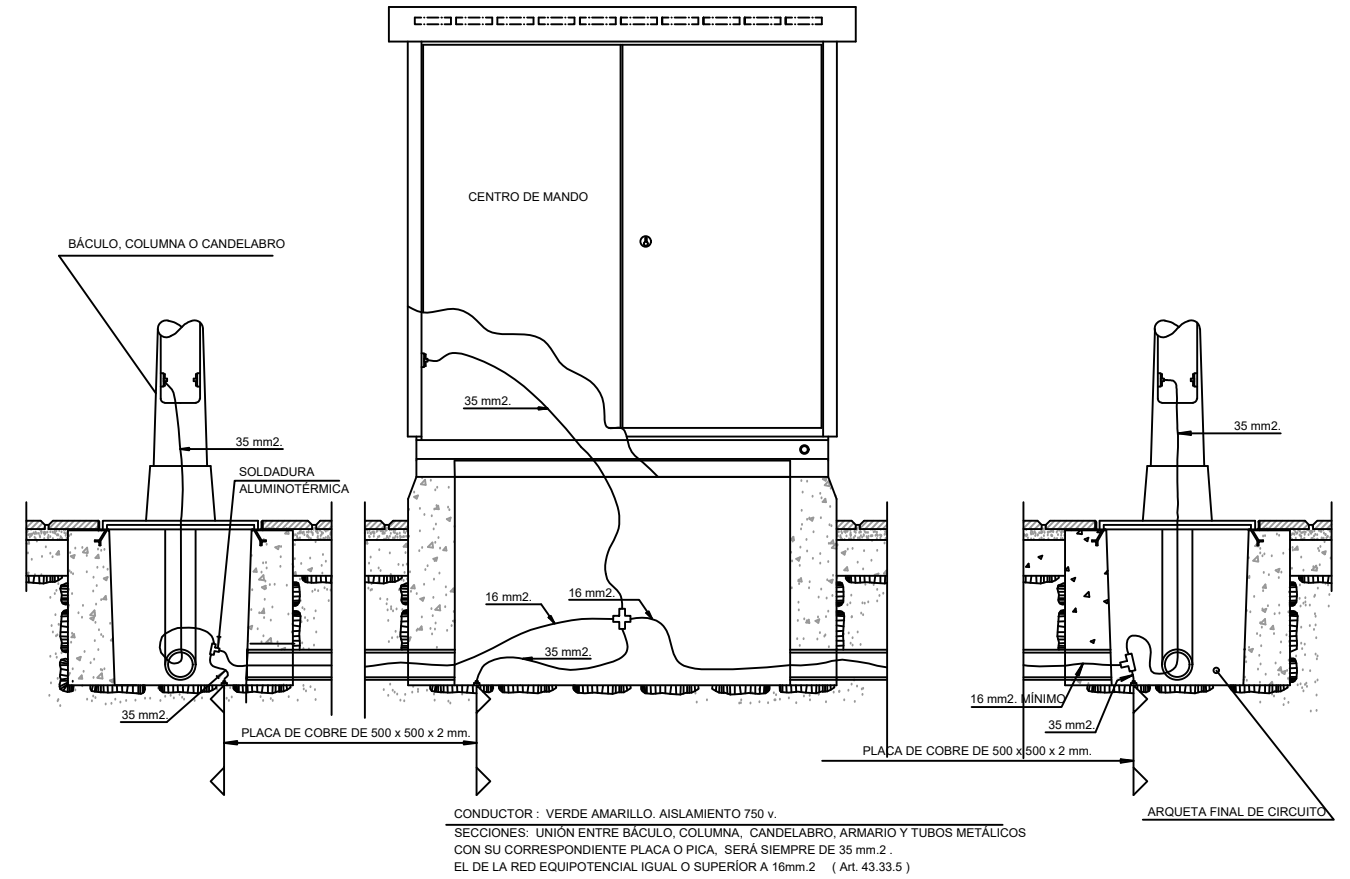 CENTRO DE MANDO
BÁCULO, COLUMNA O CANDELABRO
35 mm2.
35 mm2.
35 mm2.
SOLDADURA
ALUMINOTÉRMICA
16 mm2.
16 mm2.
35 mm2.
16 mm2. MÍNIMO
35 mm2.
35 mm2.
PLACA DE COBRE DE 500 x 500 x 2 mm.
PLACA DE COBRE DE 500 x 500 x 2 mm.
ARQUETA FINAL DE CIRCUITO
CONDUCTOR : VERDE AMARILLO. AISLAMIENTO 750 v.
SECCIONES: UNIÓN ENTRE BÁCULO, COLUMNA, CANDELABRO, ARMARIO Y TUBOS METÁLICOS
CON SU CORRESPONDIENTE PLACA O PICA, SERÁ SIEMPRE DE 35 mm.2 .
EL DE LA RED EQUIPOTENCIAL IGUAL O SUPERÍOR A 16mm.2 ( Art. 43.33.5 )